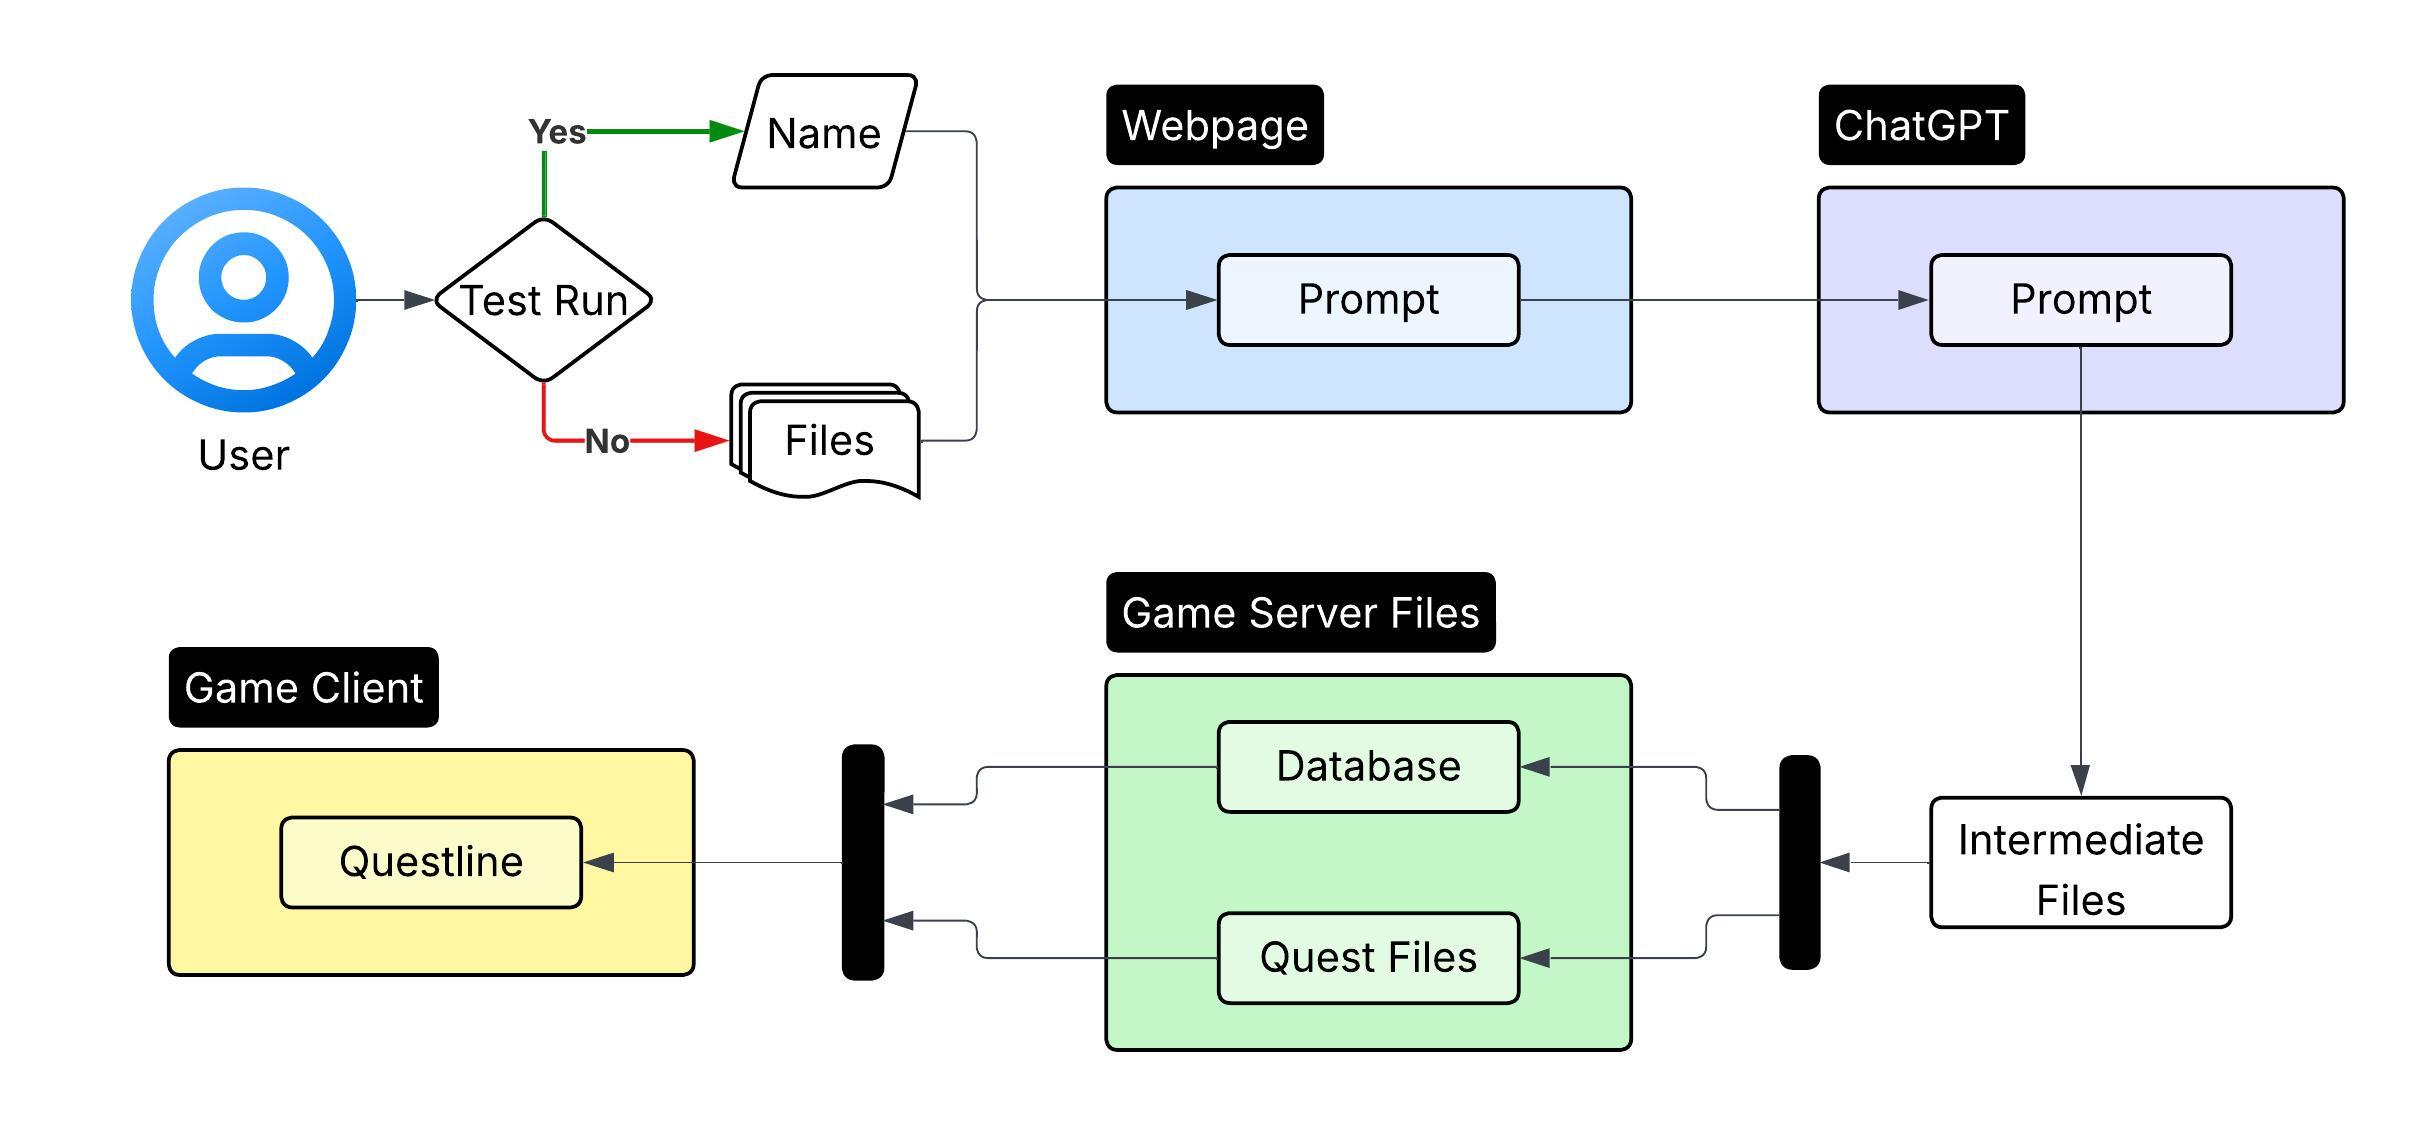 Yes
Name
Webpage
ChatGPT
Test Run
Prompt
Prompt
No
Files
User
Game Server Files
Game Client
Database
Intermediate
Files
Questline
Quest Files